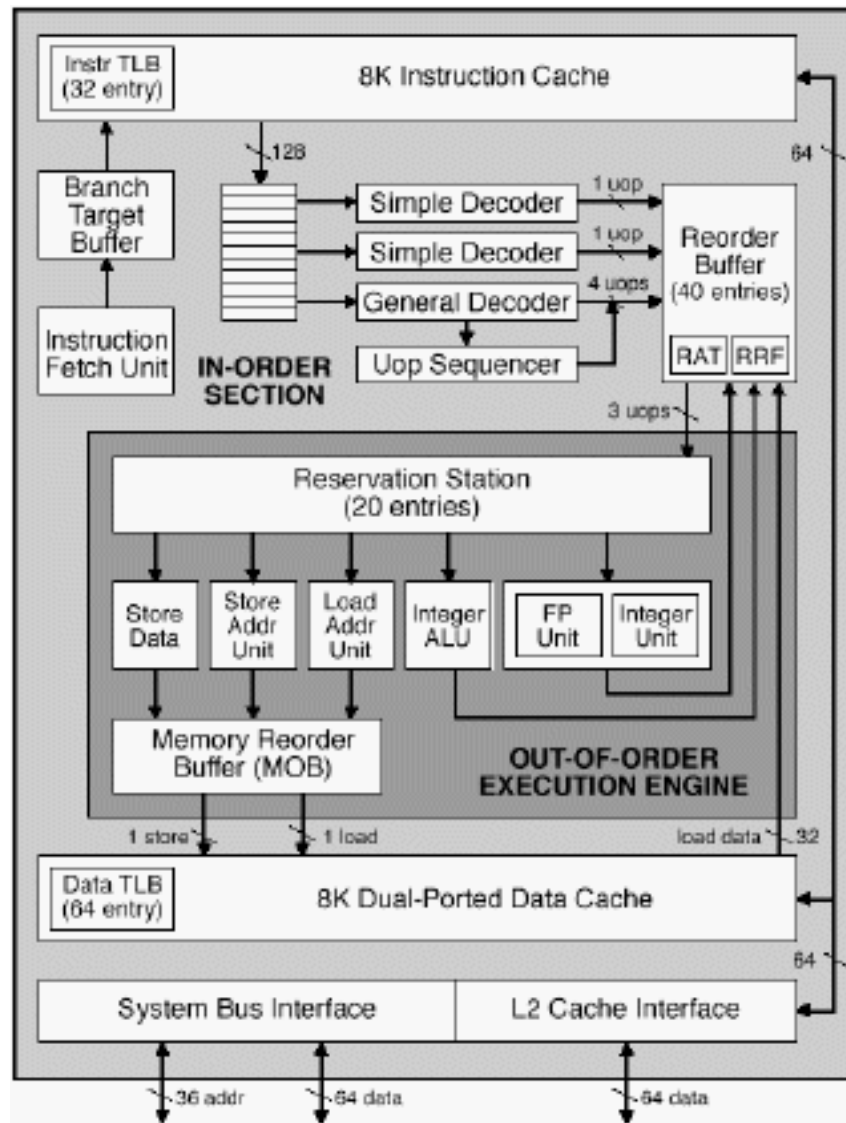 Instr TLB
(32 entry)
8K Instruction Cache
128
64
Branch
Target
Buffer
Simple Decoder
1 uop
Simple Decoder
1 uop
General Decoder
4 uops
Uop Sequencer
Reorder
Buffer
(40 entries)
RAT
RRF
Instruction
Fetch Unit
IN-ORDER
SECTION
3 uops
Reservation Station
(20 entries)
Store
Data
Store
Addr
Unit
Load
Addr
Unit
Integer
ALU
FP
Unit
Integer
Unit
Memory Reorder
Buffer (MOB)
OUT-OF-ORDER
EXECUTION ENGINE
1 store
1 load
load data
32
Data TLB
(64 entry)
8K Dual-Ported Data Cache
64
System Bus Interface
L2 Cache Interface
36 addr
64 data
64 data